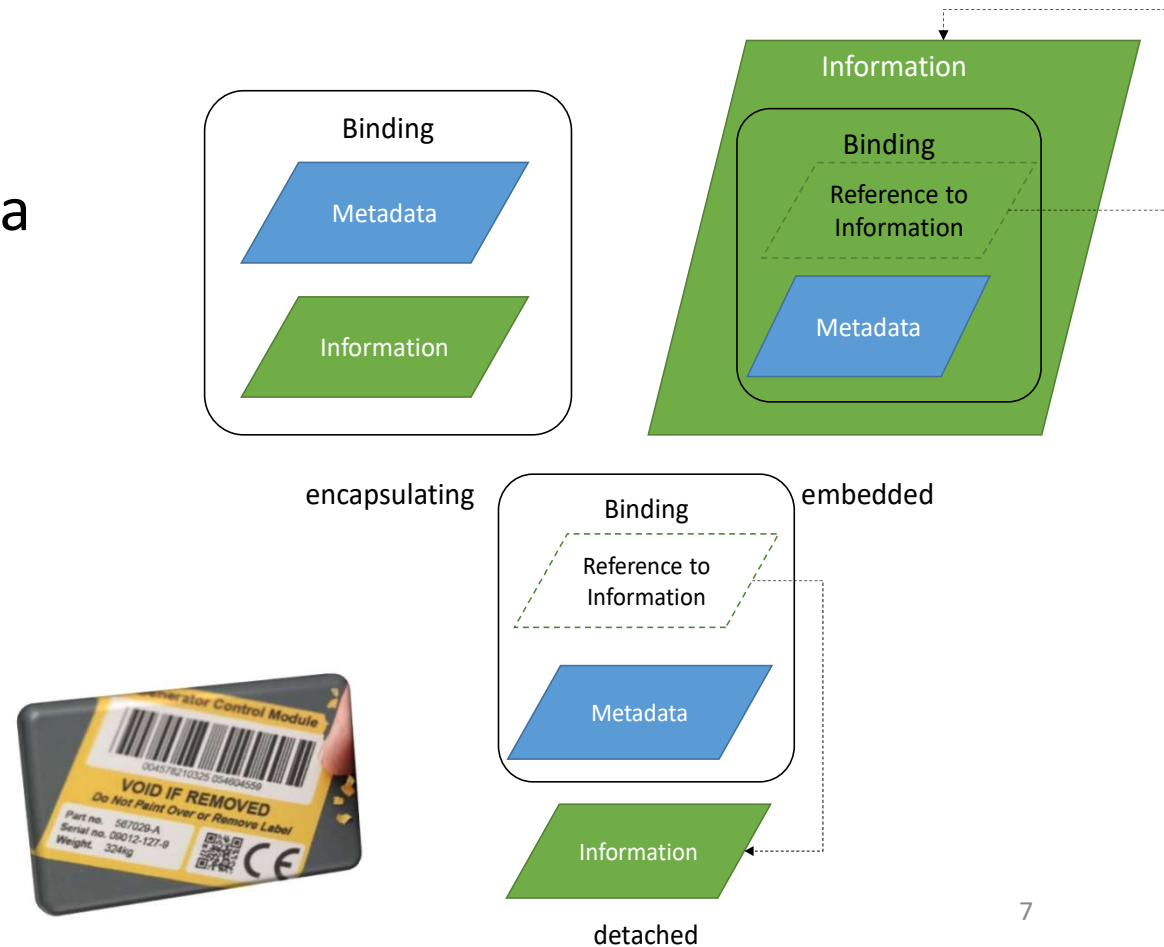 a
Binding
Metadata
Information
Information
Binding
Reference to
Information
Metadata
encapsulating
embedded
Binding
Reference to
Information
Metadata
Information
detached
Generator Control Module
004578210325 054604559
VOID IF REMOVED
Do Not Paint Over or Remove Label
Part no. 567029-A
Serial no. 09012-127-9
Weight. 324kg
CE
7